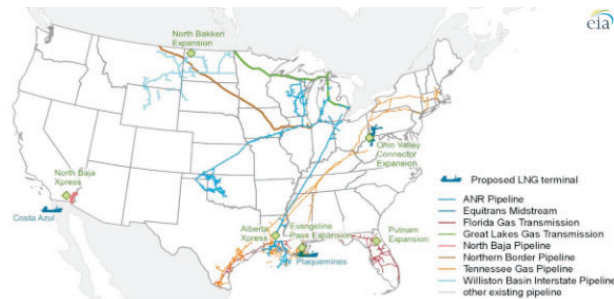 eia
North Bakken
Expansion
Ohio Valley
Connector
Expansion
North Baja
Xpress
Costa Azul
Alberta
Xpress
Evangeline
Pass Expansion
Plaquemines
Putnam
Expansion
Proposed LNG terminal
ANR Pipeline
Equitrans Midstream
Florida Gas Transmission
Great Lakes Gas Transmission
North Baja Pipeline
Northern Border Pipeline
Tennessee Gas Pipeline
Williston Basin Interstate Pipeline
other existing pipeline